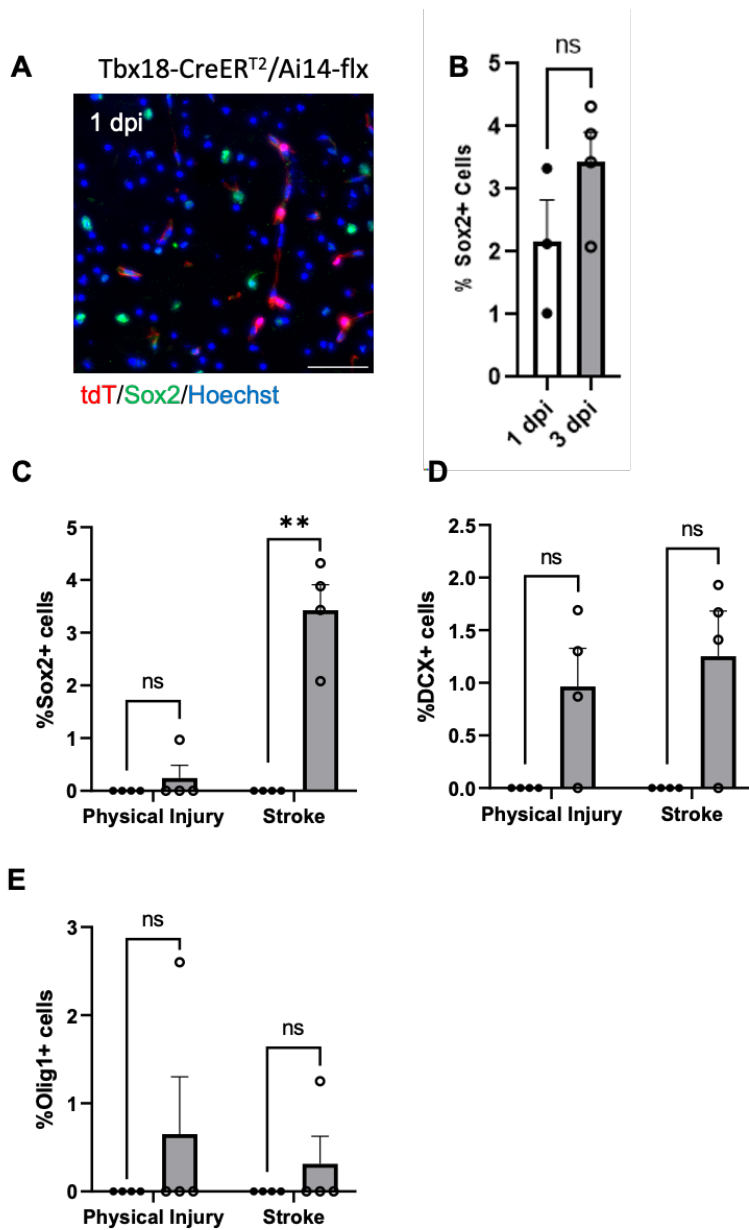 A
Tbx18-CreERT2/Ai14-flx
1 dpi
tdT/Sox2/Hoechst
B
ns
% Sox2+ Cells
5
4
3
2
1
0
1 dpi
3 dpi
C
%Sox2+ cells
5
4
3
2
1
0
ns
**
Physical Injury
Stroke
D
%DCX+ cells
2.5
2.0
1.5
1.0
0.5
0.0
ns
ns
Physical Injury
Stroke
E
%Olig1+ cells
3
2
1
0
ns
ns
Physical Injury
Stroke